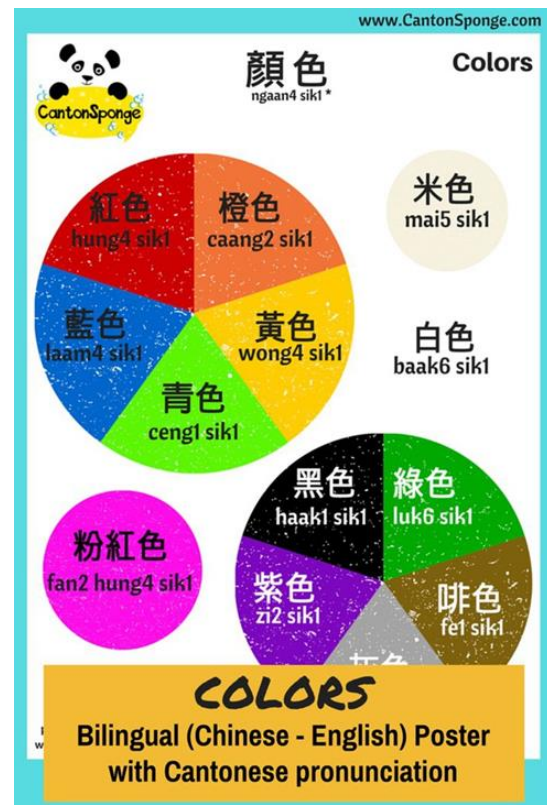 www.CantonSponge.com
CantonSponge
顏色
ngaan4 sik1 *
Colors
紅色
hung4 sik1
橙色
caang2 sik1
米色
mai5 sik1
藍色
laam4 sik1
黃色
wong4 sik1
白色
baak6 sik1
青色
ceng1 sik1
黑色
haak1 sik1
綠色
luk6 sik1
粉紅色
fan2 hung4 sik1
紫色
zi2 sik1
啡色
fe1 sik1
COLORS
Bilingual (Chinese - English) Poster
with Cantonese pronunciation